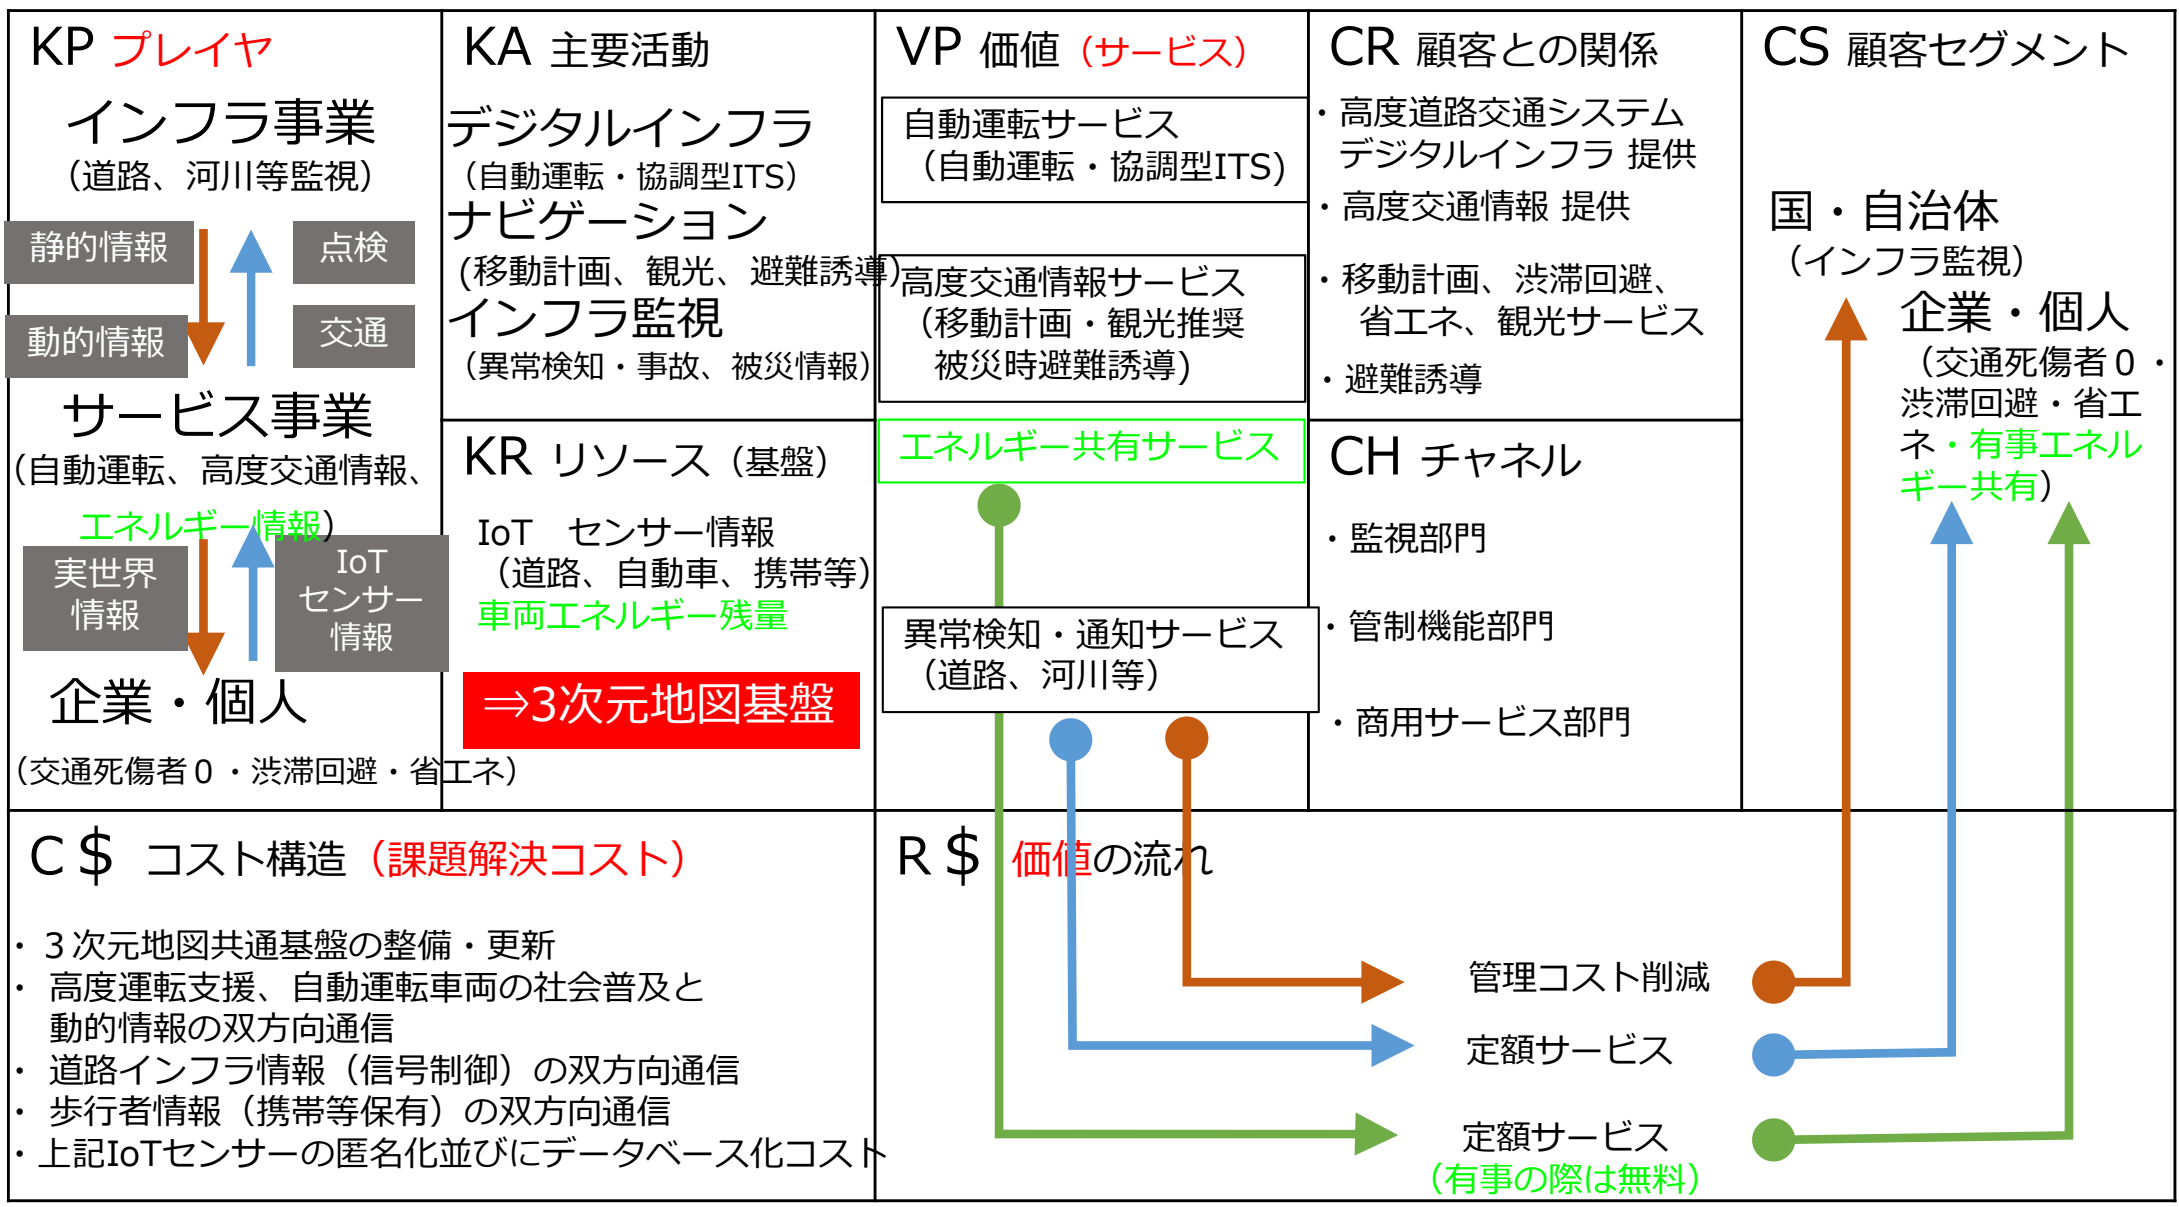 KP プレイヤ
インフラ事業
（道路、河川等監視）
静的情報
点検
動的情報
交通
サービス事業
（自動運転、高度交通情報、
エネルギー情報）
実世界
情報
IoT
センサー
情報
企業・個人
（交通死傷者０・渋滞回避・省エネ）
KA 主要活動
デジタルインフラ
（自動運転・協調型ITS）
ナビゲーション
(移動計画、観光、避難誘導）
インフラ監視
（異常検知・事故、被災情報）
KR リソース（基盤）
IoT　センサー情報
（道路、自動車、携帯等）
車両エネルギー残量
⇒3次元地図基盤
VP 価値（サービス）
自動運転サービス
（自動運転・協調型ITS)
高度交通情報サービス
（移動計画・観光推奨
被災時避難誘導)
エネルギー共有サービス
異常検知・通知サービス
（道路、河川等）
CR 顧客との関係
・高度道路交通システム
デジタルインフラ 提供
・高度交通情報 提供
・移動計画、渋滞回避、
省エネ、観光サービス
・避難誘導
CH チャネル
・監視部門
・管制機能部門
・商用サービス部門
CS 顧客セグメント
国・自治体
（インフラ監視）
企業・個人
（交通死傷者０・
渋滞回避・省エ
ネ・有事エネル
ギー共有）
C＄ コスト構造（課題解決コスト）
・３次元地図共通基盤の整備・更新
・ 高度運転支援、自動運転車両の社会普及と
動的情報の双方向通信
・ 道路インフラ情報（信号制御）の双方向通信
・ 歩行者情報（携帯等保有）の双方向通信
・上記IoTセンサーの匿名化並びにデータベース化コスト
R＄ 価値の流れ
管理コスト削減
定額サービス
定額サービス
（有事の際は無料）